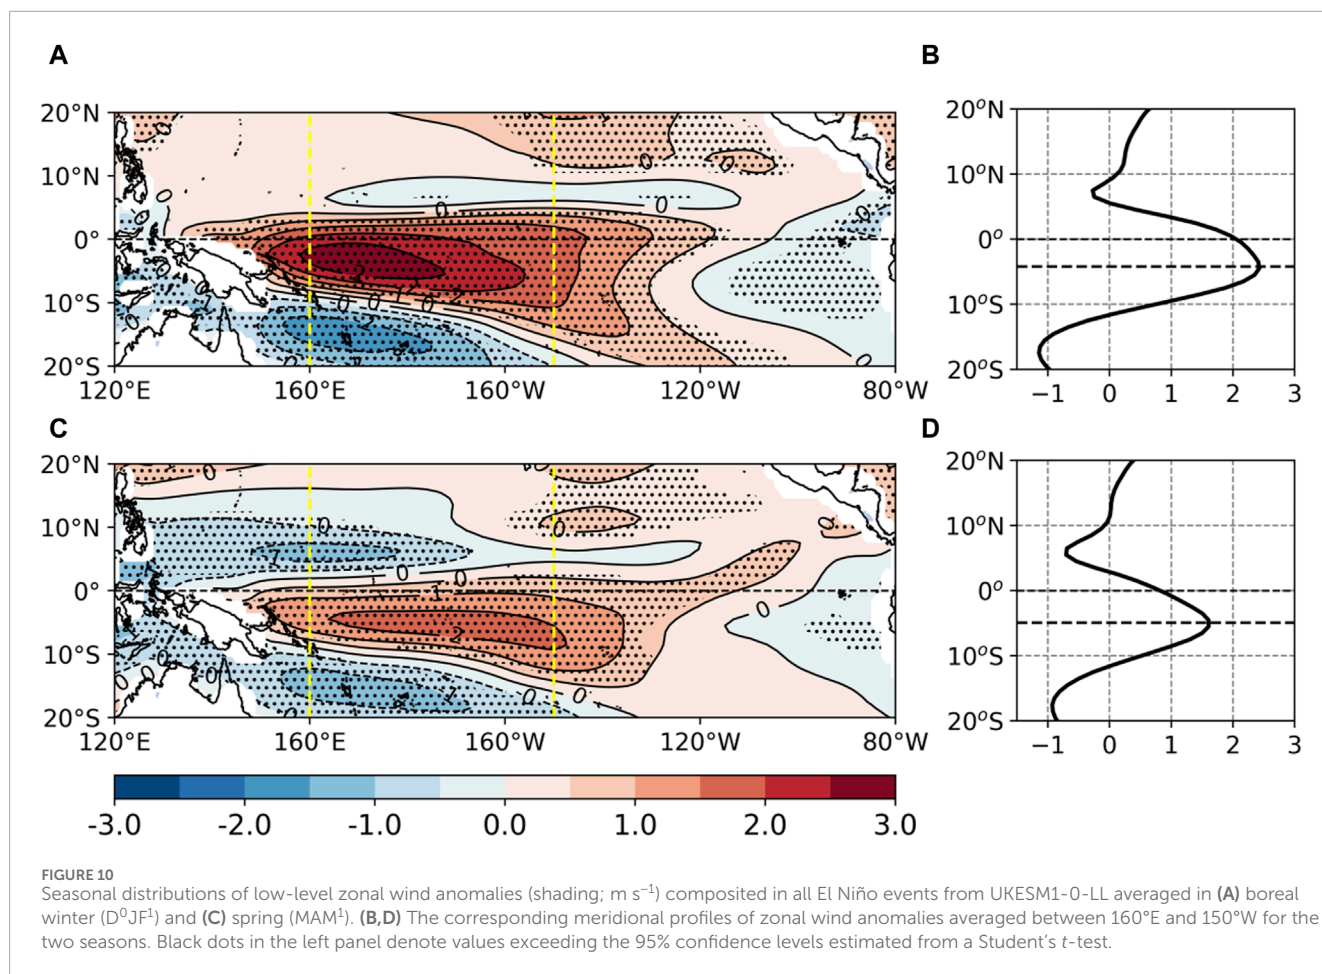 A
B
20°N
10°N
0°
10°S
20°S
120°E
160°E
160°W
120°W
80°W
20°N
10°N
0°
10°S
20°S
−1
0
1
2
3
C
D
20°N
10°N
0°
10°S
20°S
120°E
160°E
160°W
120°W
80°W
20°N
10°N
0°
10°S
20°S
−1
0
1
2
3
-3.0
-2.0
-1.0
0.0
1.0
2.0
3.0
FIGURE 10
Seasonal distributions of low-level zonal wind anomalies (shading; m s⁻¹) composited in all El Niño events from UKESM1-0-LL averaged in (A) boreal
winter (D⁰JF¹) and (C) spring (MAM¹). (B,D) The corresponding meridional profiles of zonal wind anomalies averaged between 160°E and 150°W for the
two seasons. Black dots in the left panel denote values exceeding the 95% confidence levels estimated from a Student's t-test.